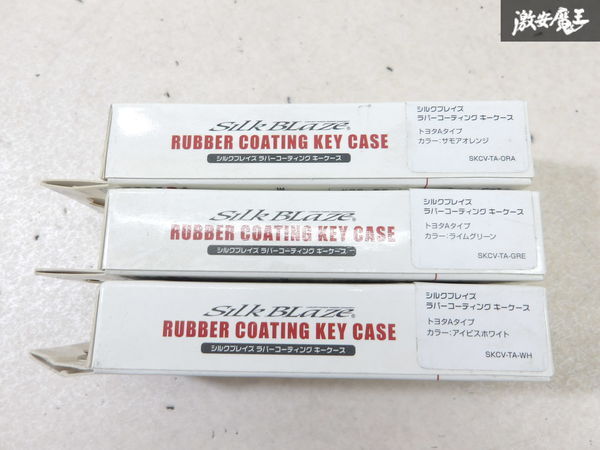 激安魔王
Silk Blaze®
RUBBER COATING KEY CASE
シルクブレイズ ラバーコーティング キーケース
シルクブレイズ
ラバーコーティング キーケース
トヨタAタイプ
カラー:サモアオレンジ
SKCV-TA-ORA
Silk Blaze®
RUBBER COATING KEY CASE
シルクブレイズ ラバーコーティング キーケース
シルクブレイズ
ラバーコーティング キーケース
トヨタAタイプ
カラー:ライムグリーン
SKCV-TA-GRE
Silk Blaze®
RUBBER COATING KEY CASE
シルクブレイズ ラバーコーティング キーケース
シルクブレイズ
ラバーコーティング キーケース
トヨタAタイプ
カラー:アイビスホワイト
SKCV-TA-WH